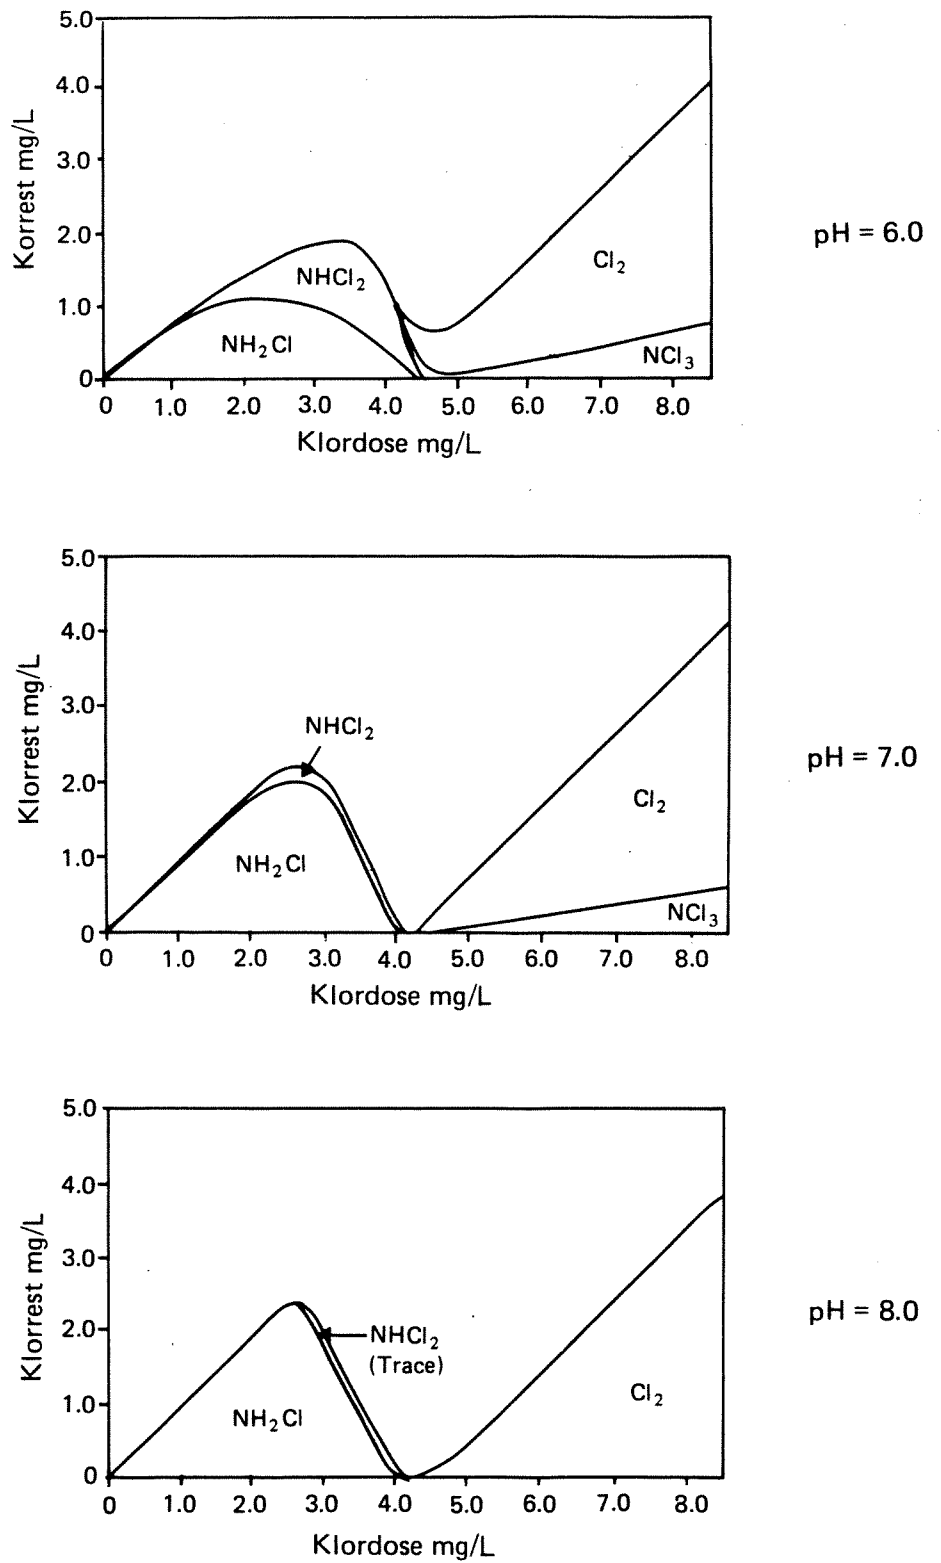 5.0
4.0
3.0
2.0
1.0
0
Korrest mg/L
NHCl₂
NH₂Cl
Cl₂
NCl₃
0 1.0 2.0 3.0 4.0 5.0 6.0 7.0 8.0
Klordose mg/L
pH = 6.0
5.0
4.0
3.0
2.0
1.0
0
Klorrest mg/L
NHCl₂
NH₂Cl
Cl₂
NCl₃
0 1.0 2.0 3.0 4.0 5.0 6.0 7.0 8.0
Klordose mg/L
pH = 7.0
5.0
4.0
3.0
2.0
1.0
0
Klorrest mg/L
NHCl₂
(Trace)
NH₂Cl
Cl₂
0 1.0 2.0 3.0 4.0 5.0 6.0 7.0 8.0
Klordose mg/L
pH = 8.0